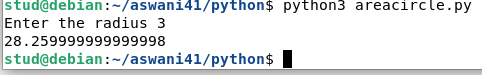 stud@debian:~/aswani41/python$ python3 areacircle.py
Enter the radius 3
28.259999999999998
stud@debian:~/aswani41/python$